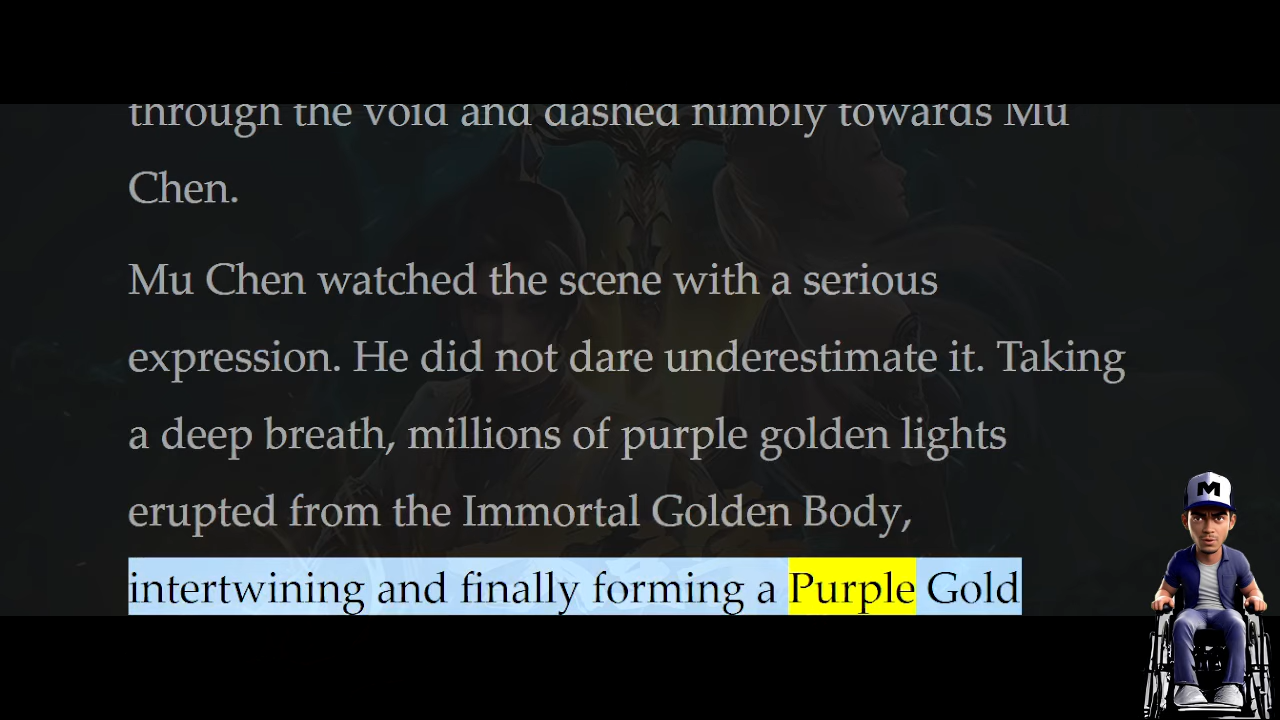 through the void and dashed nimbly towards Mu
Chen.
Mu Chen watched the scene with a serious
expression. He did not dare underestimate it. Taking
a deep breath, millions of purple golden lights
erupted from the Immortal Golden Body,
intertwining and finally forming a Purple Gold
M